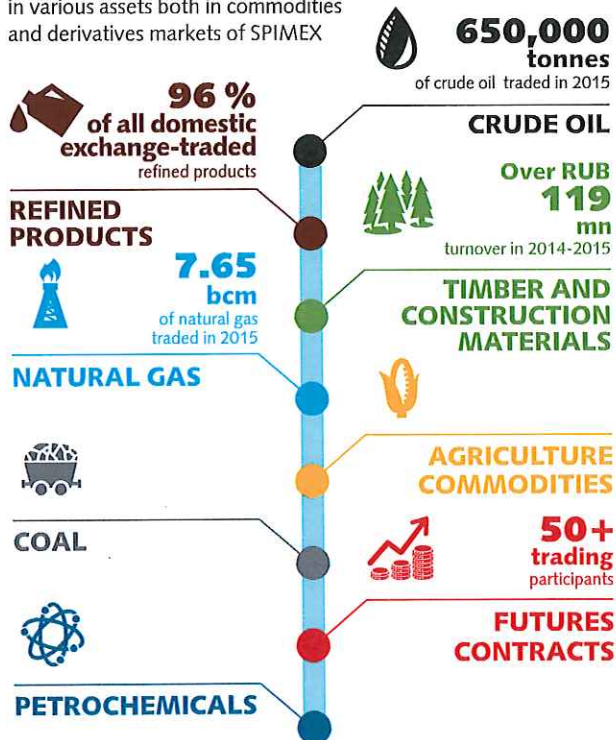 in various assets both in commodities
and derivatives markets of SPIMEX
650,000
tonnes
of crude oil traded in 2015
CRUDE OIL
96 %
of all domestic
exchange-traded
refined products
REFINED
PRODUCTS
Over RUB
119
mn
turnover in 2014-2015
TIMBER AND
CONSTRUCTION
MATERIALS
7.65
bcm
of natural gas
traded in 2015
NATURAL GAS
AGRICULTURE
COMMODITIES
COAL
50+
trading
participants
FUTURES
CONTRACTS
PETROCHEMICALS